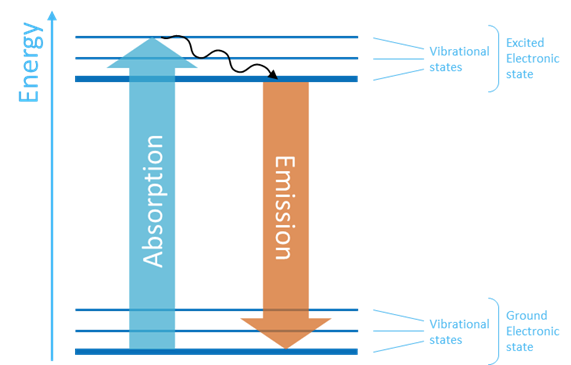 Energy
Absorption
Emission
Vibrational
states
Excited
Electronic
state
Vibrational
states
Ground
Electronic
state